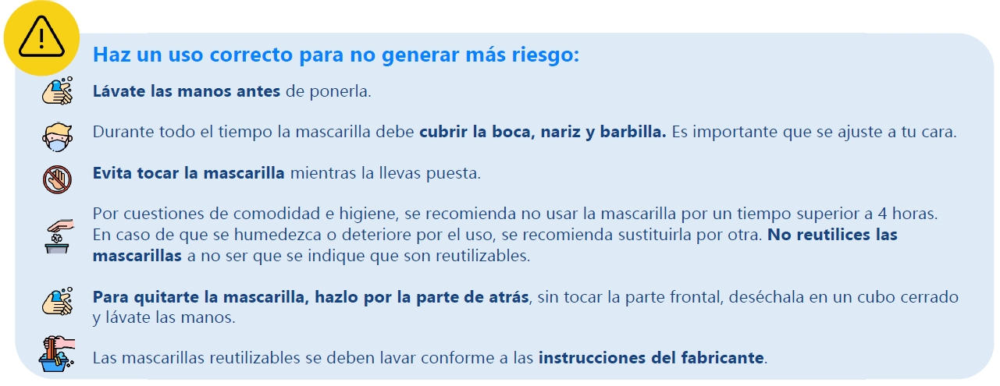 Haz un uso correcto para no generar más riesgo:
Lávate las manos antes de ponerla.
Durante todo el tiempo la mascarilla debe cubrir la boca, nariz y barbilla. Es importante que se ajuste a tu cara.
Evita tocar la mascarilla mientras la llevas puesta.
Por cuestiones de comodidad e higiene, se recomienda no usar la mascarilla por un tiempo superior a 4 horas.
En caso de que se humedezca o deteriore por el uso, se recomienda sustituirla por otra. No reutilices las
mascarillas a no ser que se indique que son reutilizables.
Para quitarte la mascarilla, hazlo por la parte de atrás, sin tocar la parte frontal, deséchala en un cubo cerrado
y lávate las manos.
Las mascarillas reutilizables se deben lavar conforme a las instrucciones del fabricante.